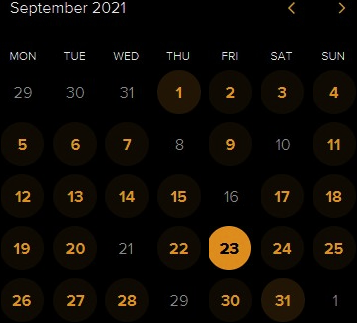 September 2021
MON TUE WED THU FRI SAT SUN
29 30 31 1 2 3 4
5 6 7 8 9 10 11
12 13 14 15 16 17 18
19 20 21 22 23 24 25
26 27 28 29 30 31 1